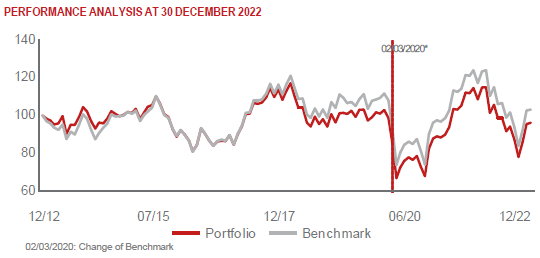 PERFORMANCE ANALYSIS AT 30 DECEMBER 2022
140
02/03/2020*
120
100
80
60
12/12 07/15 12/17 06/20 12/22
Portfolio Benchmark
02/03/2020: Change of Benchmark